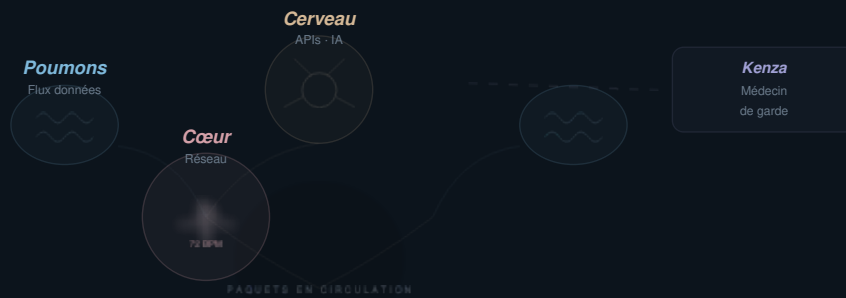 Cerveau
APIs · IA
Poumons
Flux données
Kenza
Médecin
de garde
Cœur
Réseau
72 BPM
PAQUETS EN CIRCULATION